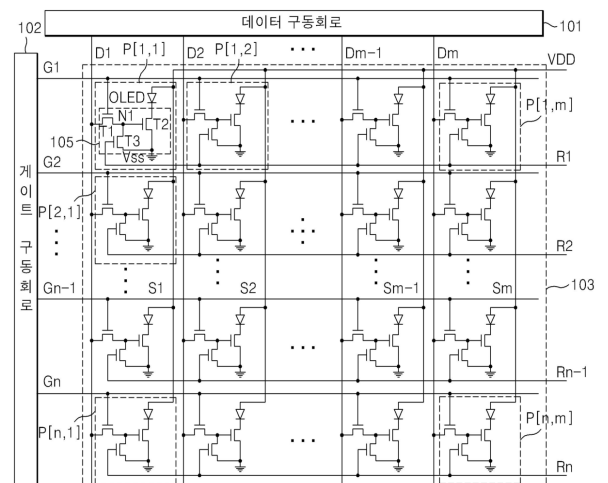 102
데이터 구동회로
101
D1
P[1,1]
D2
P[1,2]
Dm-1
Dm
VDD
G1
OLED
N1
T1
T2
T3
Vss
105
P[1,m]
R1
G2
P[2,1]
R2
게이트 구동회로
Gn-1
S1
S2
Sm-1
Sm
103
Rn-1
Gn
P[n,1]
P[n,m]
Rn